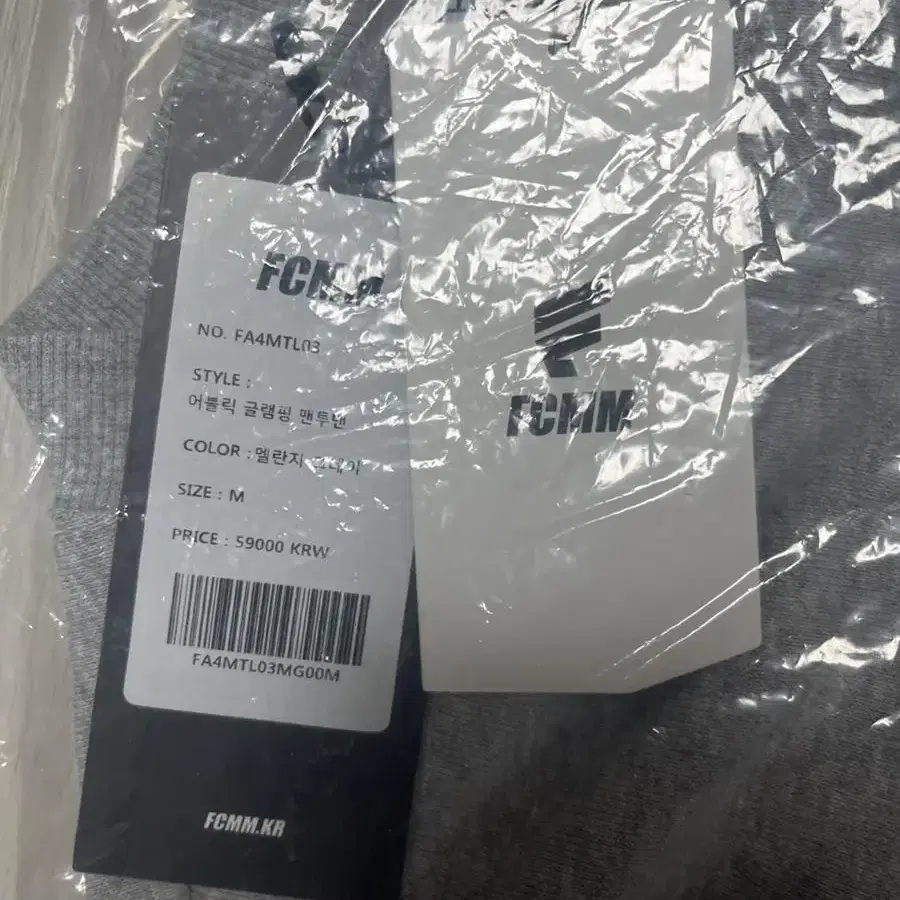 FCMM
NO. FA4MTL03
STYLE :
어블릭 글램핑 맨투맨
COLOR : 멜란지 그레이
SIZE : M
PRICE : 59000 KRW
FA4MTL03MG00M
FCMM.KR
FCMM